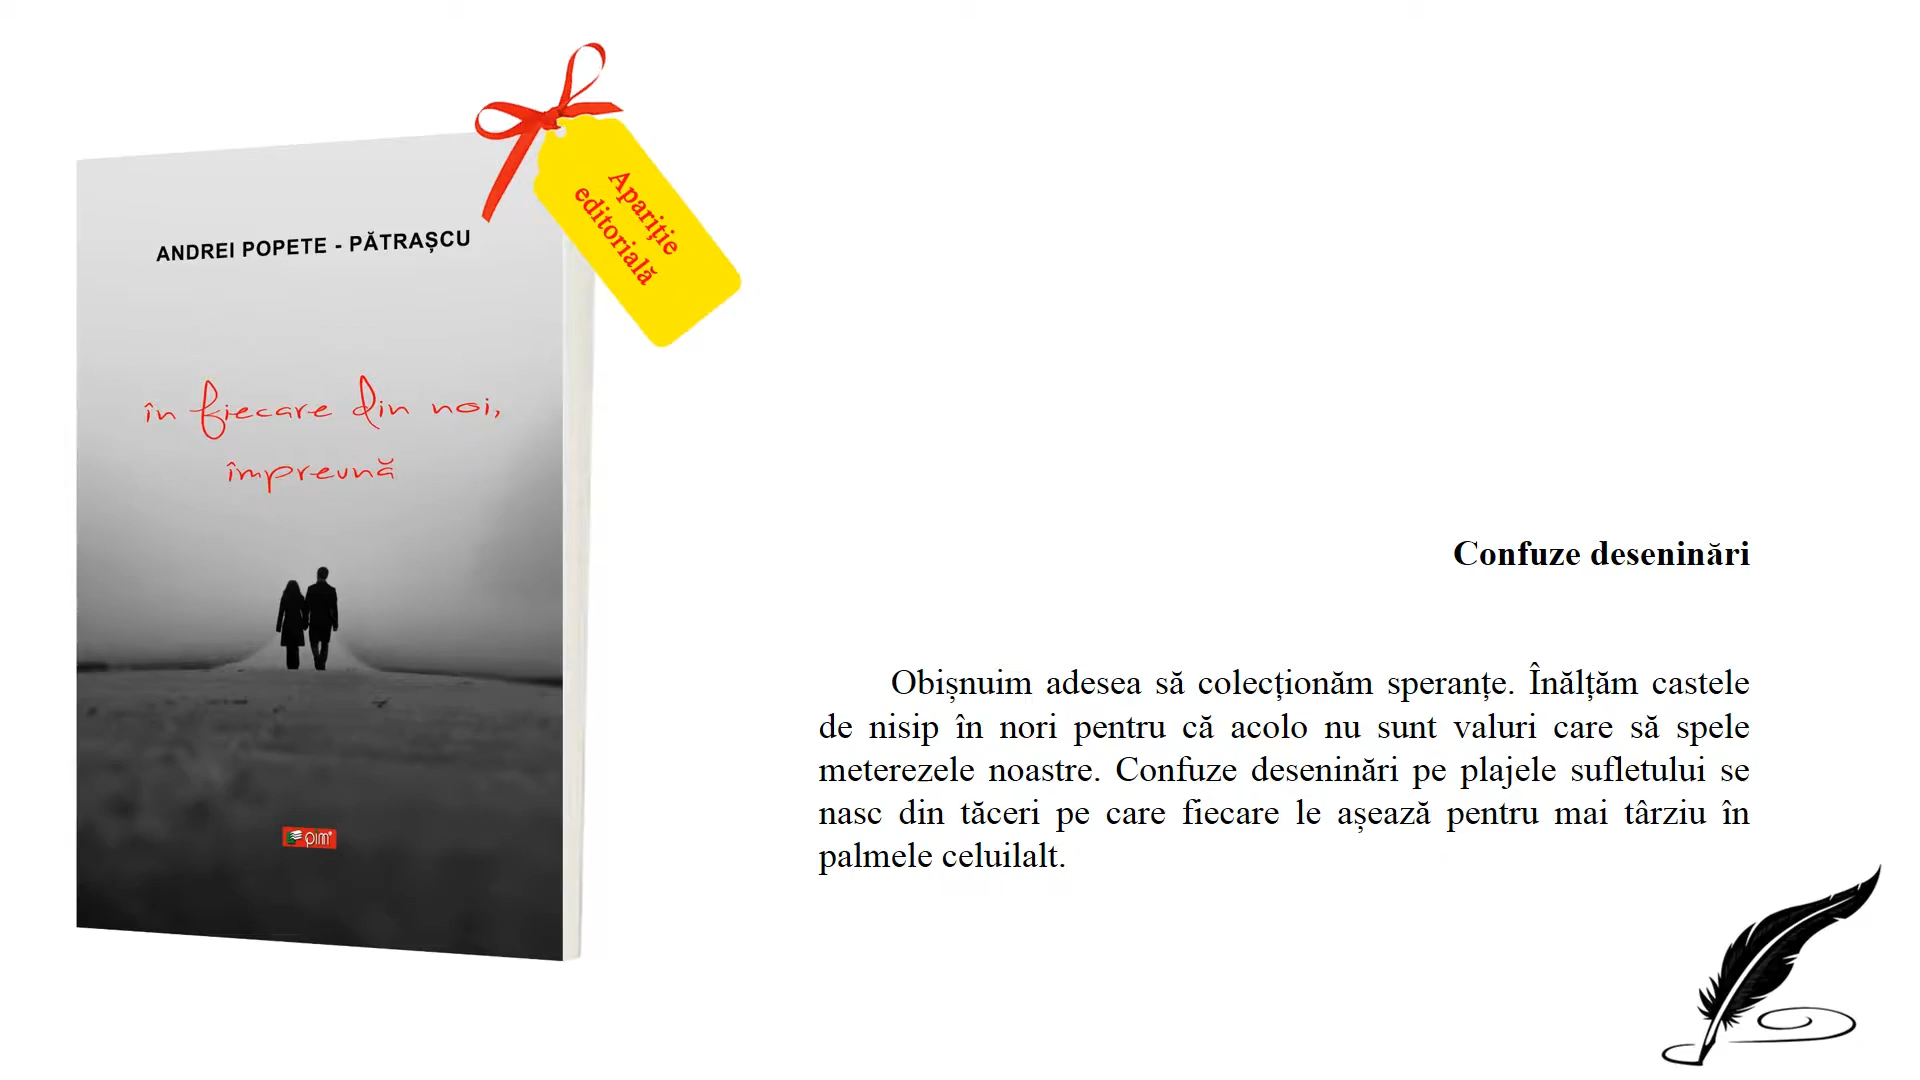 ANDREI POPETE - PĂTRAȘCU
în fiecare din noi,
împreună
pim
Apariție
editorială
Confuze deseninări
Obișnuim adesea să colecționăm speranțe. Înălțăm castele
de nisip în nori pentru că acolo nu sunt valuri care să spele
meterezele noastre. Confuze deseninări pe plajele sufletului se
nasc din tăceri pe care fiecare le așează pentru mai târziu în
palmele celuilalt.